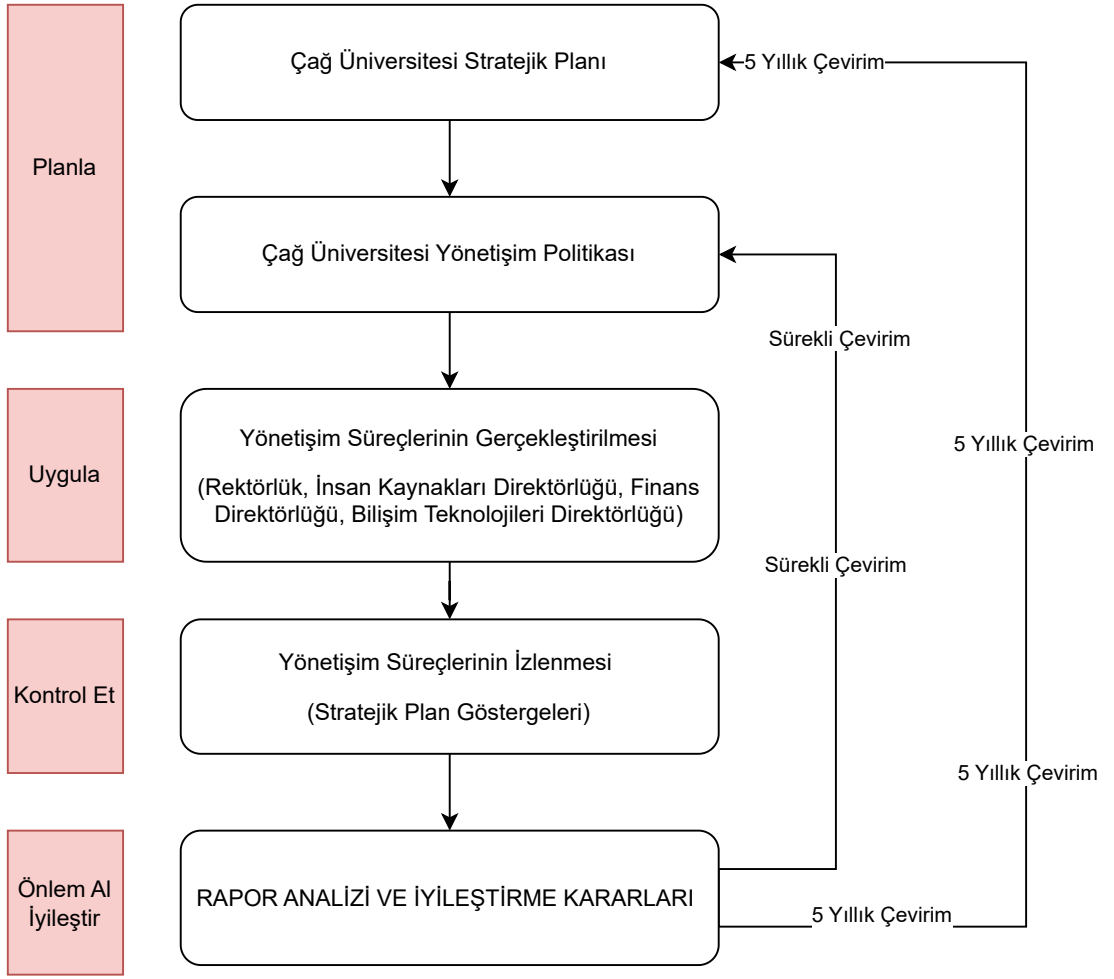 Planla
Çağ Üniversitesi Stratejik Planı
5 Yıllık Çevirim
Çağ Üniversitesi Yönetişim Politikası
Sürekli Çevirim
Uygula
Yönetişim Süreçlerinin Gerçekleştirilmesi
(Rektörlük, İnsan Kaynakları Direktörlüğü, Finans
Direktörlüğü, Bilişim Teknolojileri Direktörlüğü)
5 Yıllık Çevirim
Sürekli Çevirim
Kontrol Et
Yönetişim Süreçlerinin İzlenmesi
(Stratejik Plan Göstergeleri)
5 Yıllık Çevirim
Önlem Al
İyileştir
RAPOR ANALİZİ VE İYİLEŞTİRME KARARLARI
5 Yıllık Çevirim